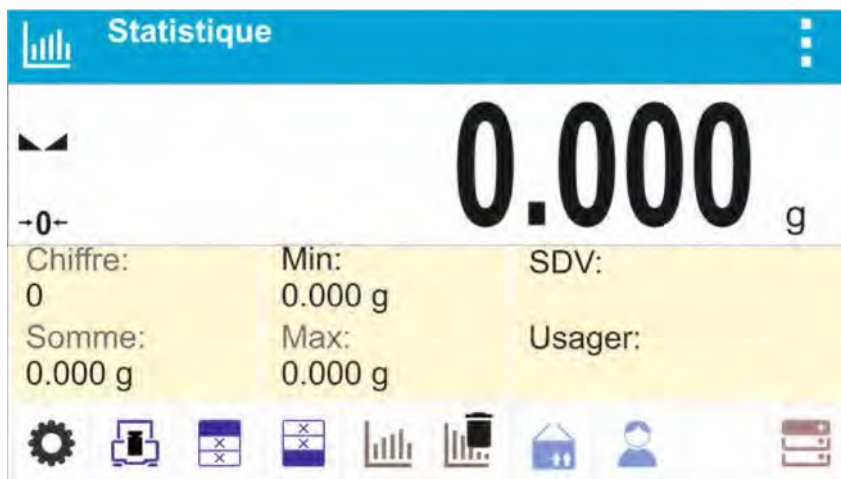 Statistique
0.000 g
→0←
Chiffre:
0
Min:
0.000 g
SDV:
Somme:
0.000 g
Max:
0.000 g
Usager: